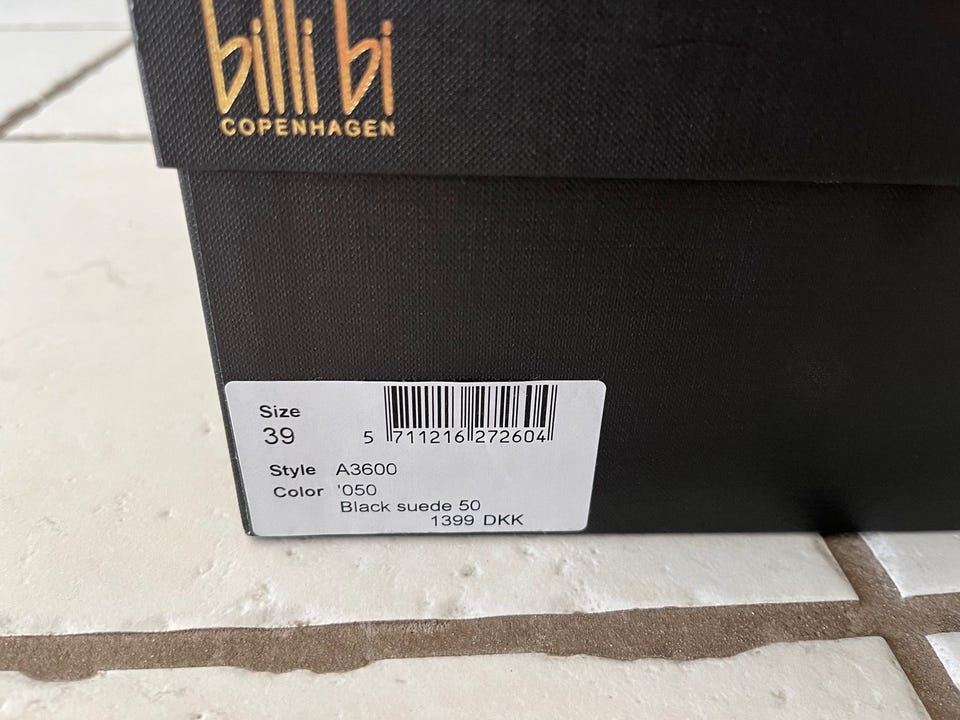 billi bi
COPENHAGEN
Size
39
5 711216 272604
Style A3600
Color '050
Black suede 50
1399 DKK